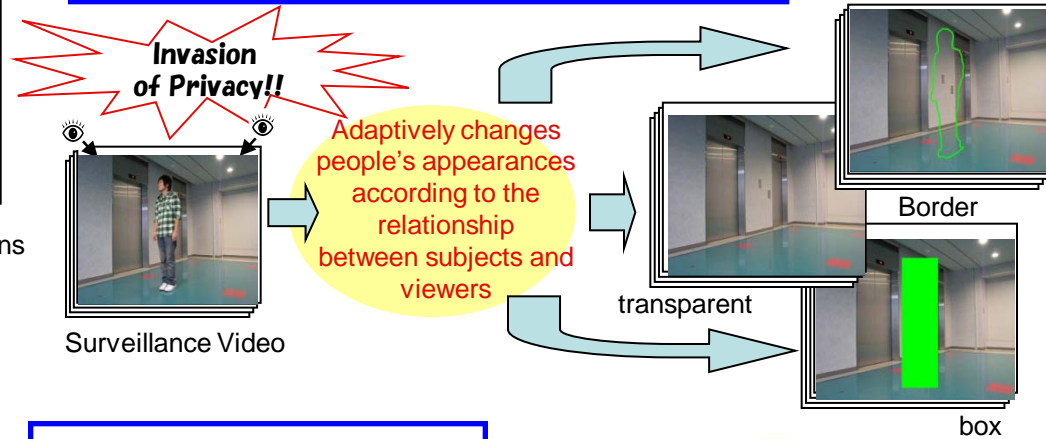 Invasion
of Privacy!!
Adaptively changes
people's appearances
according to the
relationship
between subjects and
viewers
Border
ns
transparent
Surveillance Video
box